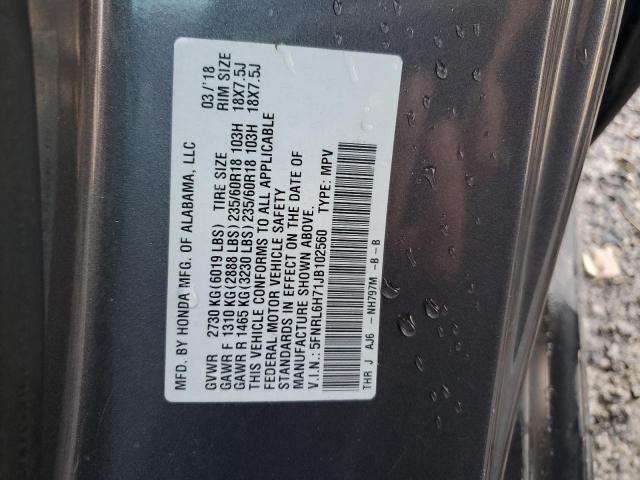 MFD. BY HONDA MFG. OF ALABAMA, LLC 03/'18
GVWR 2730 KG(6019 LBS) TIRE SIZE RIM SIZE
GAWR F 1310 KG(2888 LBS) 235/60R18 103H 18X7.5J
GAWR R 1465 KG(3230 LBS) 235/60R18 103H 18X7.5J
THIS VEHICLE CONFORMS TO ALL APPLICABLE
FEDERAL MOTOR VEHICLE SAFETY
STANDARDS IN EFFECT ON THE DATE OF
MANUFACTURE SHOWN ABOVE.
V.I.N.: 5FNRL6H71JB102560 TYPE: MPV
THR J AJ6 - NH797M -B -B